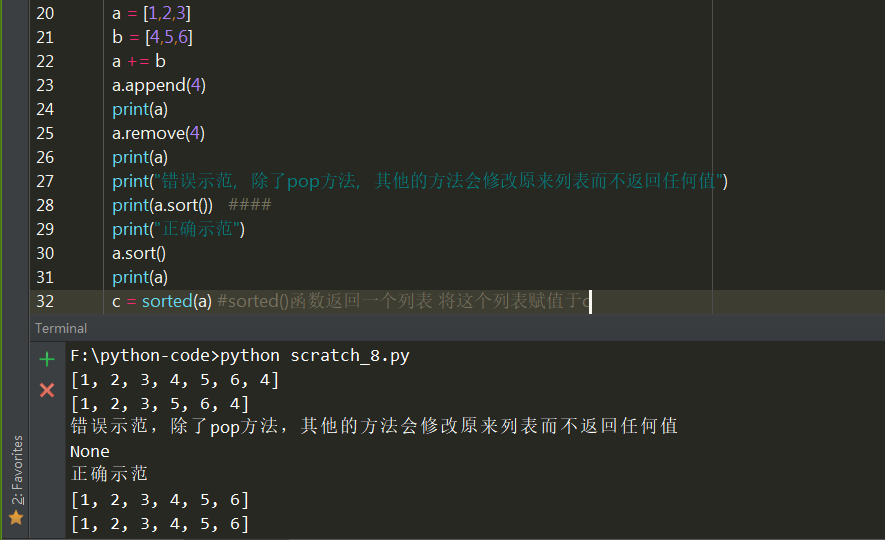 20 a = [1,2,3]
21 b = [4,5,6]
22 a += b
23 a.append(4)
24 print(a)
25 a.remove(4)
26 print(a)
27 print("错误示范，除了pop方法，其他的方法会修改原来列表而不返回任何值")
28 print(a.sort()) ####
29 print("正确示范")
30 a.sort()
31 print(a)
32 c = sorted(a) #sorted()函数返回一个列表 将这个列表赋值于c
Terminal
F:\python-code>python scratch_8.py
[1, 2, 3, 4, 5, 6, 4]
[1, 2, 3, 5, 6, 4]
错误示范，除了pop方法，其他的方法会修改原来列表而不返回任何值
None
正确示范
[1, 2, 3, 4, 5, 6]
[1, 2, 3, 4, 5, 6]
2: Favorites